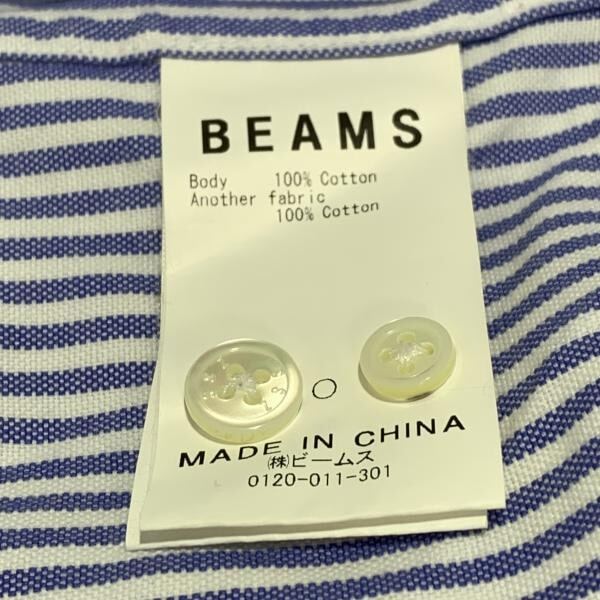 BEAMS
Body 100% Cotton
Another fabric
100% Cotton
MADE IN CHINA
㈱ビームス
0120-011-301